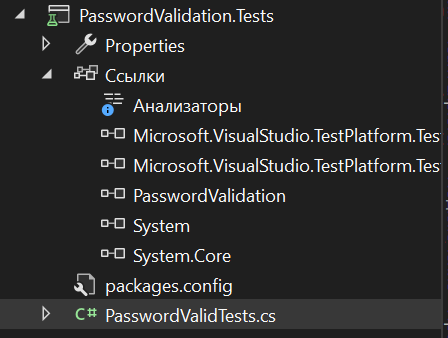 PasswordValidation.Tests
Properties
Ссылки
Анализаторы
Microsoft.VisualStudio.TestPlatform.Tes
Microsoft.VisualStudio.TestPlatform.Tes
PasswordValidation
System
System.Core
packages.config
C# PasswordValidTests.cs